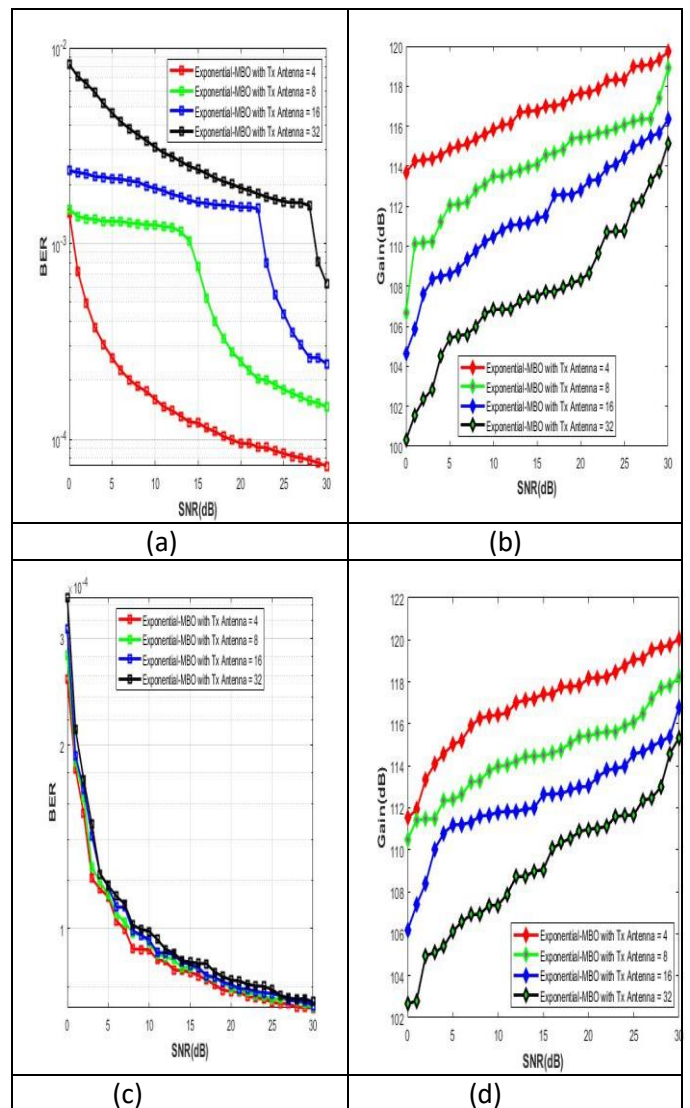 10^-2
10^-3
10^-4
BER
Exponential-MBO with Tx Antenna = 4
Exponential-MBO with Tx Antenna = 8
Exponential-MBO with Tx Antenna = 16
Exponential-MBO with Tx Antenna = 32
0 5 10 15 20 25 30
SNR(dB)
120
118
116
114
112
110
108
106
104
102
100
Gain(dB)
Exponential-MBO with Tx Antenna = 4
Exponential-MBO with Tx Antenna = 8
Exponential-MBO with Tx Antenna = 16
Exponential-MBO with Tx Antenna = 32
0 5 10 15 20 25 30
SNR(dB)
(a) (b)
×10^-4
3
2
1
BER
Exponential-MBO with Tx Antenna = 4
Exponential-MBO with Tx Antenna = 8
Exponential-MBO with Tx Antenna = 16
Exponential-MBO with Tx Antenna = 32
0 5 10 15 20 25 30
SNR(dB)
122
120
118
116
114
112
110
108
106
104
102
Gain(dB)
Exponential-MBO with Tx Antenna = 4
Exponential-MBO with Tx Antenna = 8
Exponential-MBO with Tx Antenna = 16
Exponential-MBO with Tx Antenna = 32
0 5 10 15 20 25 30
SNR(dB)
(c) (d)